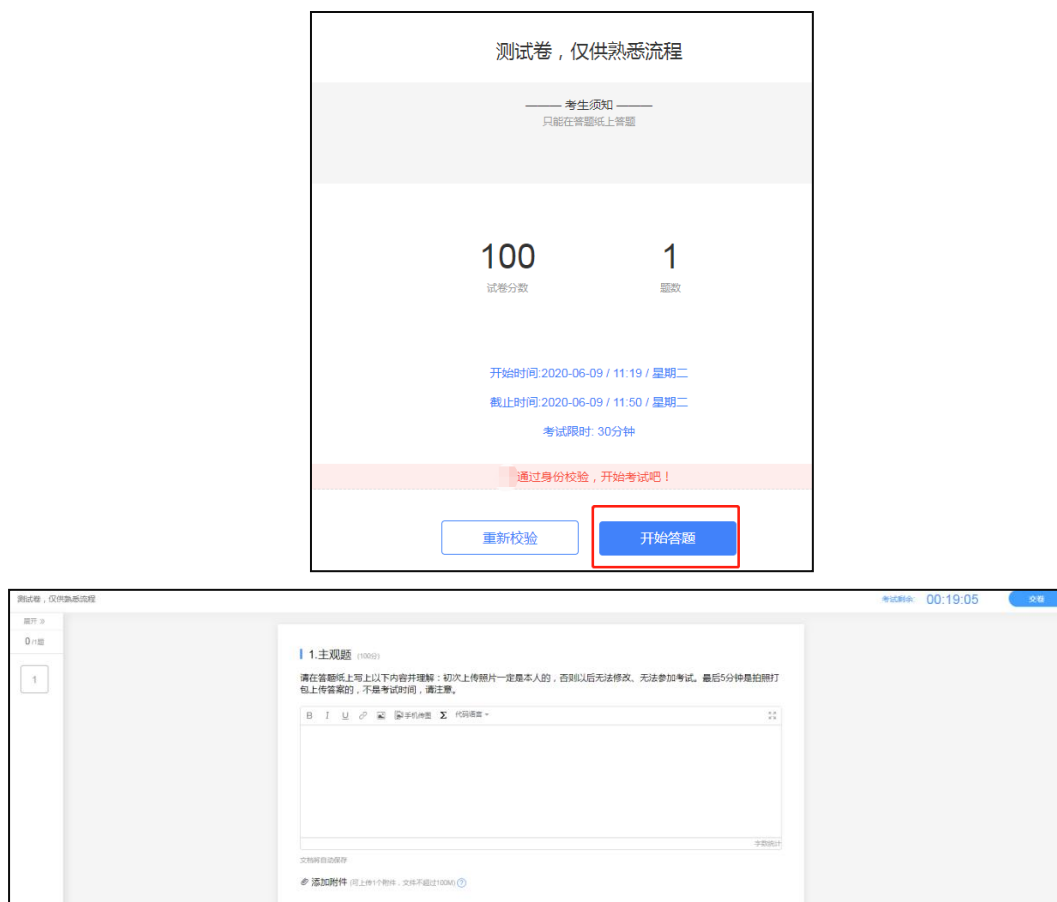 测试卷，仅供熟悉流程
考生须知
只能在答题纸上答题
100
1
试卷分数
题数
开始时间:2020-06-09 / 11:19 / 星期二
截止时间:2020-06-09 / 11:50 / 星期二
考试限时: 30分钟
通过身份校验，开始考试吧！
重新校验
开始答题
测试卷，仅供熟悉流程
考试剩余 00:19:05 交卷
展开
0 /1题
1
1.主观题 (100分)
请在答题纸上写上以下内容并理解：初次上传照片一定是本人的，否则以后无法修改、无法参加考试。最后5分钟是拍照打
包上传答案的，不是考试时间，请注意。
B I U 手机传图 Σ 代码语言
字数统计
文档将自动保存
添加附件 (可上传1个附件，文件不超过100M) ?